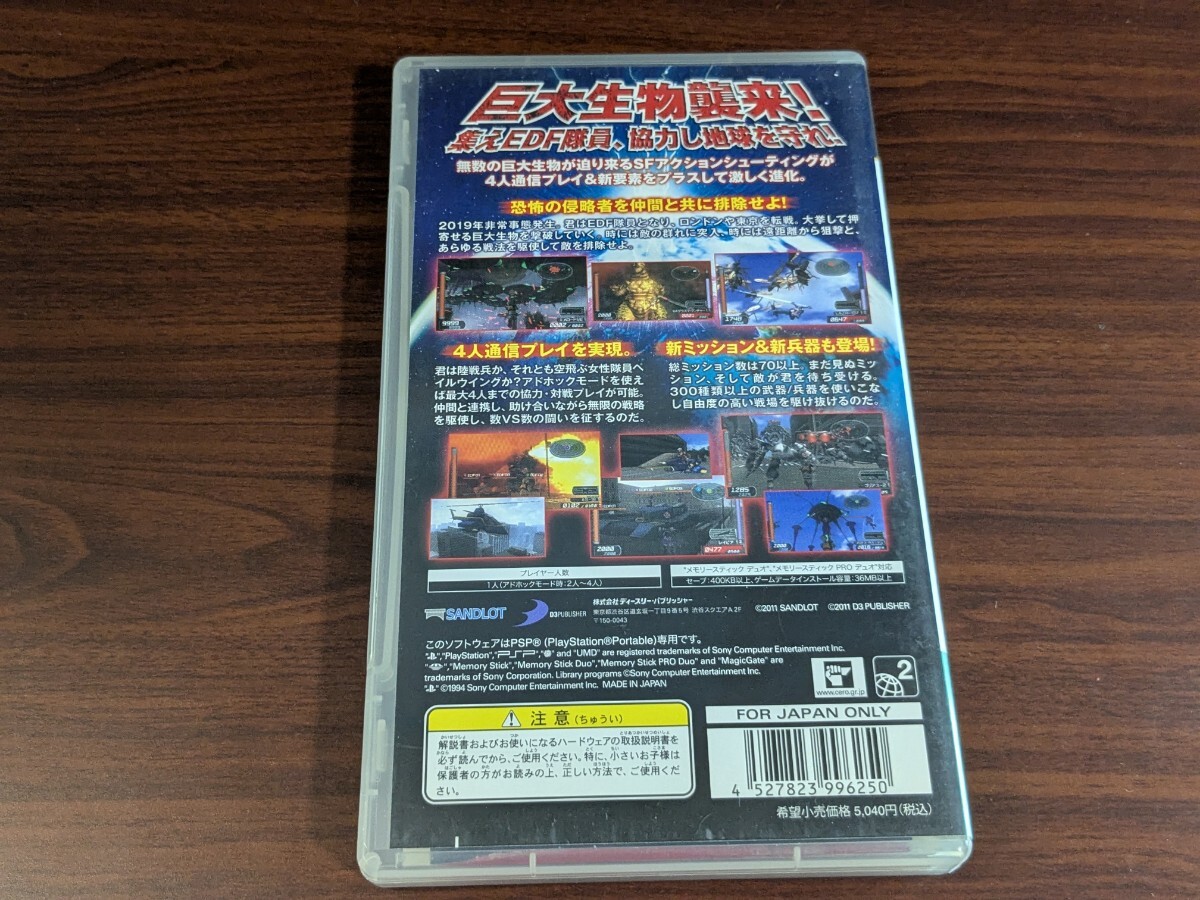 巨大生物襲来!
集えEDF隊員、協力し地球を守れ!
無数の巨大生物が迫り来るSFアクションシューティングが
4人通信プレイ&新要素をプラスして激しく進化。
恐怖の侵略者を仲間と共に排除せよ!
2019年非常事態発生。君はEDF隊員となり、ロンドンや東京を転戦。大挙して押
寄せる巨大生物を撃破していく。時には敵の群れに突入、時には遠距離から狙撃と、
あらゆる戦法を駆使して敵を排除せよ。
9999
0002
2000
1740
0647
4人通信プレイを実現。
君は陸戦兵か、それとも空飛ぶ女性隊員ペ
イルウイングか?アドホックモードを使え
ば最大4人までの協力・対戦プレイが可能。
仲間と連携し、助け合いながら無限の戦略
を駆使し、数VS数の闘いを征するのだ。
新ミッション&新兵器も登場!
総ミッション数は70以上。まだ見ぬミッ
ション、そして敵が君を待ち受ける。
300種類以上の武器/兵器を使いこな
し自由度の高い戦場を駆け抜けるのだ。
0102
1285
2000
レイピア
0477
2000
プレイヤー人数
1人(アドホックモード時:2人~4人)
"メモリースティック デュオ"、"メモリースティック PRO デュオ"対応
セーブ:400KB以上、ゲームデータインストール容量:36MB以上
SANDLOT
D3PUBLISHER
株式会社ディースリー・パブリッシャー
東京都渋谷区道玄坂一丁目9番5号 渋谷スクエアA 2F
〒150-0043
©2011 SANDLOT ©2011 D3 PUBLISHER
このソフトウェアはPSP® (PlayStation®Portable)専用です。
"PlayStation", "PSP", and "UMD" are registered trademarks of Sony Computer Entertainment Inc.
"Memory Stick", "Memory Stick Duo", "Memory Stick PRO Duo" and "MagicGate" are
trademarks of Sony Corporation. Library programs ©Sony Computer Entertainment Inc.
©1994 Sony Computer Entertainment Inc. MADE IN JAPAN
www.cero.gr.jp
2
注意(ちゅうい)
解説書およびお使いになるハードウェアの取扱説明書を
必ず読んでから、ご使用ください。特に、小さいお子様は
保護者の方がお読みの上、正しい方法で、ご使用くだ
さい。
FOR JAPAN ONLY
4 527823 996250
希望小売価格 5,040円(税込)